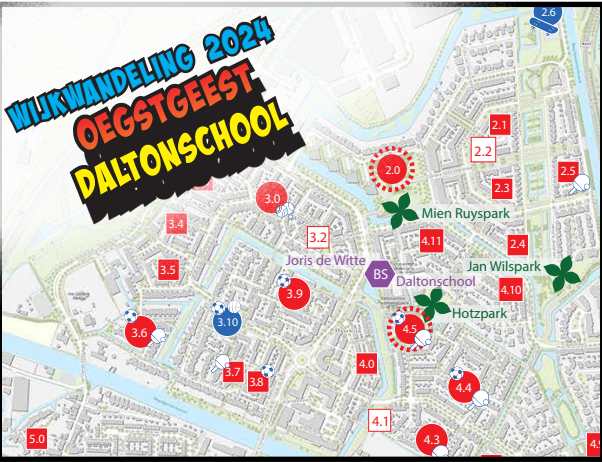 WIJKWANDELING 2024
OEGSTGEEST
DALTONSCHOOL
2.6
2.1
2.2
2.0
2.5
2.3
3.0
Mien Ruyspark
3.4
3.2
4.11
2.4
Joris de Witte
3.5
BS
Daltonschool
Jan Wilspark
4.10
3.9
Hotzpark
3.10
3.6
4.5
4.0
3.7
3.8
4.4
4.1
5.0
4.3